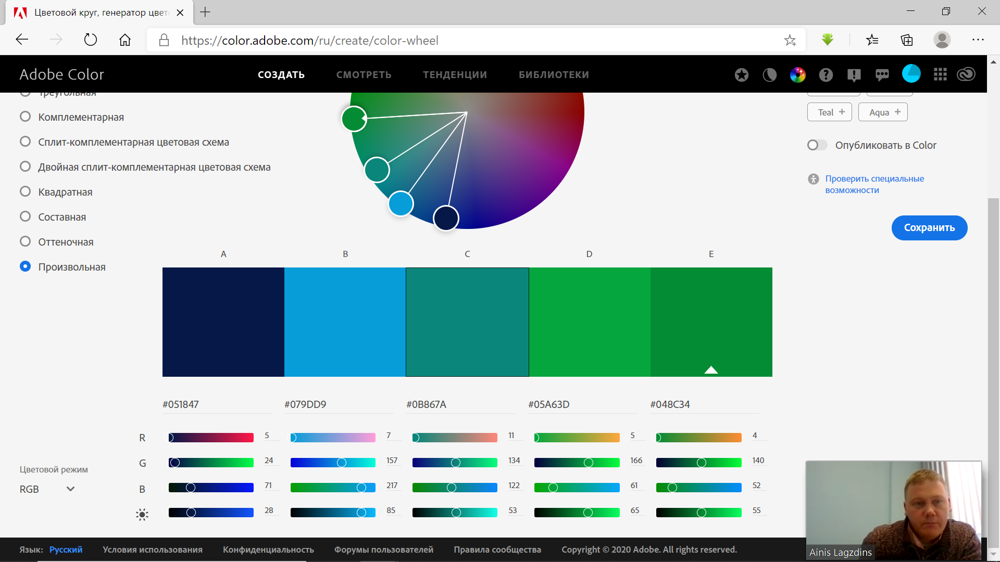 Цветовой круг, генератор цвет
https://color.adobe.com/ru/create/color-wheel
Adobe Color
СОЗДАТЬ
СМОТРЕТЬ
ТЕНДЕНЦИИ
БИБЛИОТЕКИ
Треугольная
Комплементарная
Сплит-комплементарная цветовая схема
Двойная сплит-комплементарная цветовая схема
Квадратная
Составная
Оттеночная
Произвольная
Teal +
Aqua +
Опубликовать в Color
Проверить специальные
возможности
Сохранить
A B C D E
#051847 #079DD9 #0B867A #05A63D #048C34
R 5 7 11 5 4
G 24 157 134 166 140
B 71 217 122 61 52
28 85 53 65 55
Цветовой режим
RGB
Ainis Lagzdins
Язык: Русский Условия использования Конфиденциальность Форумы пользователей Правила сообщества Copyright © 2020 Adobe. All rights reserved.